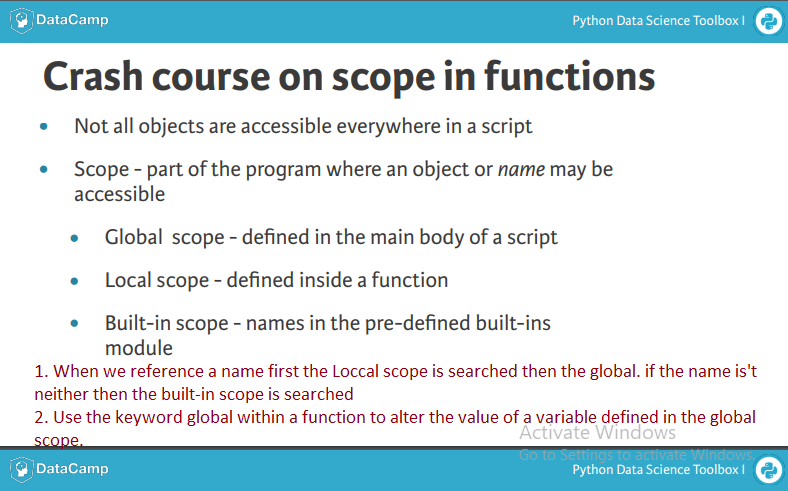 DataCamp
Python Data Science Toolbox I
Crash course on scope in functions
• Not all objects are accessible everywhere in a script
• Scope - part of the program where an object or name may be
accessible
• Global scope - defined in the main body of a script
• Local scope - defined inside a function
• Built-in scope - names in the pre-defined built-ins
module
1. When we reference a name first the Loccal scope is searched then the global. if the name is't
neither then the built-in scope is searched
2. Use the keyword global within a function to alter the value of a variable defined in the global
scope.
Activate Windows
Go to Settings to activate Windows.
DataCamp
Python Data Science Toolbox I